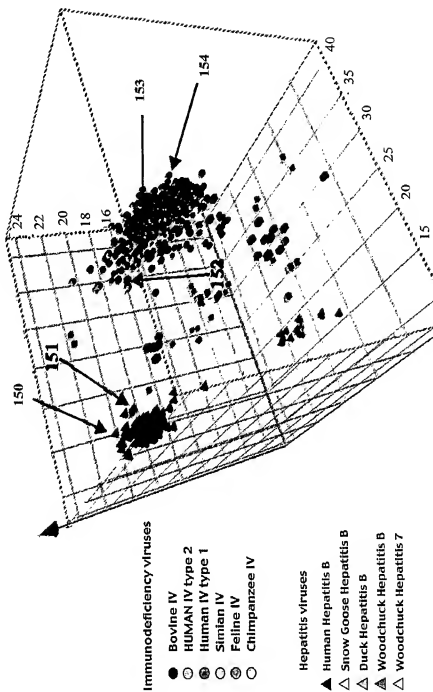 24
22
20
18
16
40
35
30
25
20
15
150
151
152
153
154
Immunodeficiency viruses
Bovine IV
HUMAN IV type 2
Human IV type 1
Simian IV
Feline IV
Chimpanzee IV
Hepatitis viruses
Human Hepatitis B
Snow Goose Hepatitis B
Duck Hepatitis B
Woodchuck Hepatitis B
Woodchuck Hepatitis 7